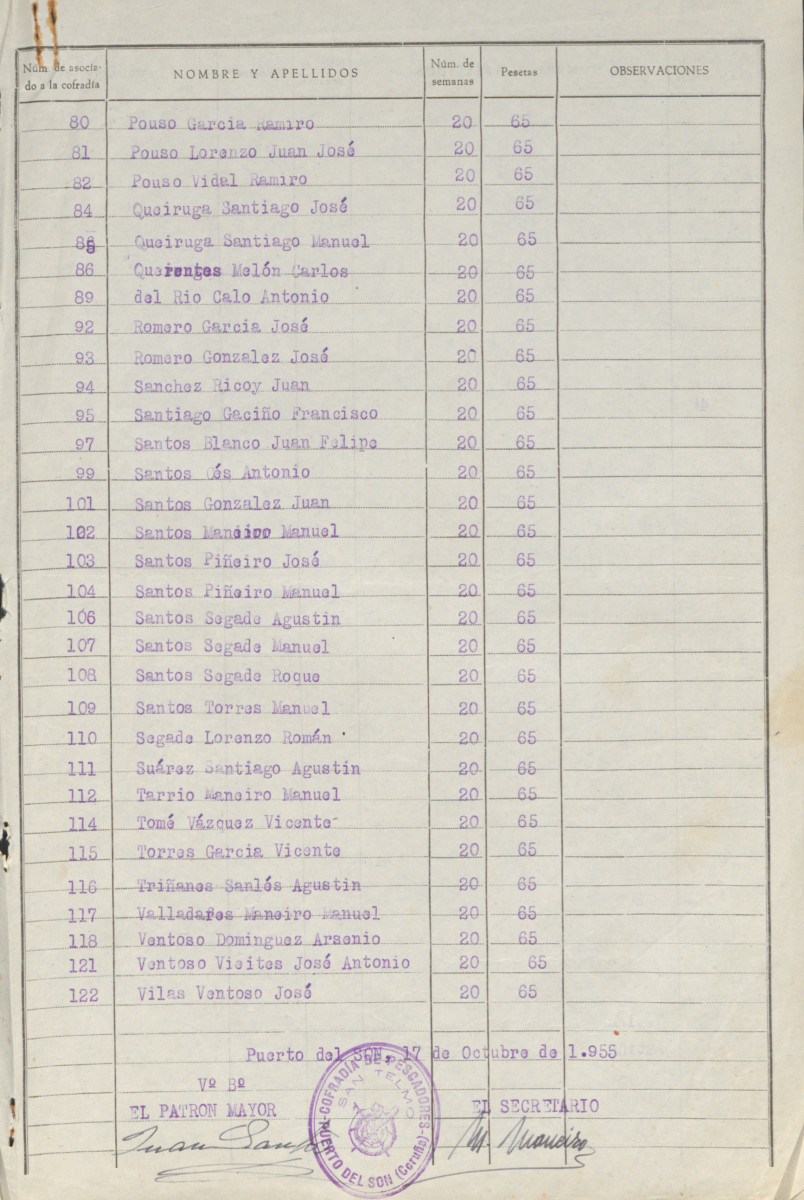 Núm. de asocia- NOMBRE Y APELLIDOS Núm. de Pesetas OBSERVACIONES
do a la cofradía semanas
80 Pouso Garcia Ramiro 20 65
81 Pouso Lorenzo Juan José 20 65
82 Pouso Vidal Ramiro 20 65
84 Queiruga Santiago José 20 65
85 Queiruga Santiago Manuel 20 65
86 Querentes Melón Carlos 20 65
89 del Rio Calo Antonio 20 65
92 Romero Garcia José 20 65
93 Romero Gonzalez José 20 65
94 Sanchez Ricoy Juan 20 65
95 Santiago Gaciño Francisco 20 65
97 Santos Blanco Juan Felipe 20 65
99 Santos Oés Antonio 20 65
101 Santos Gonzalez Juan 20 65
102 Santos Maneiro Manuel 20 65
103 Santos Piñeiro José 20 65
104 Santos Piñeiro Manuel 20 65
106 Santos Segade Agustin 20 65
107 Santos Segade Manuel 20 65
108 Santos Segade Roque 20 65
109 Santos Torres Manuel 20 65
110 Segade Lorenzo Román 20 65
111 Suárez Santiago Agustin 20 65
112 Tarrio Maneiro Manuel 20 65
114 Tomé Vázquez Vicente 20 65
115 Torres Garcia Vicente 20 65
116 Triñanes Sanlés Agustin 20 65
117 Valladares Maneiro Manuel 20 65
118 Ventoso Dominguez Arsenio 20 65
121 Ventoso Vieites José Antonio 20 65
122 Vilas Ventoso José 20 65
Puerto del SON, 17 de Octubre de 1.955
Vº Bº
EL PATRON MAYOR EL SECRETARIO
COFRADÍA DE PESCADORES
SAN TELMO
PUERTO DEL SON (Coruña)
Juan Santos M. Maneiro